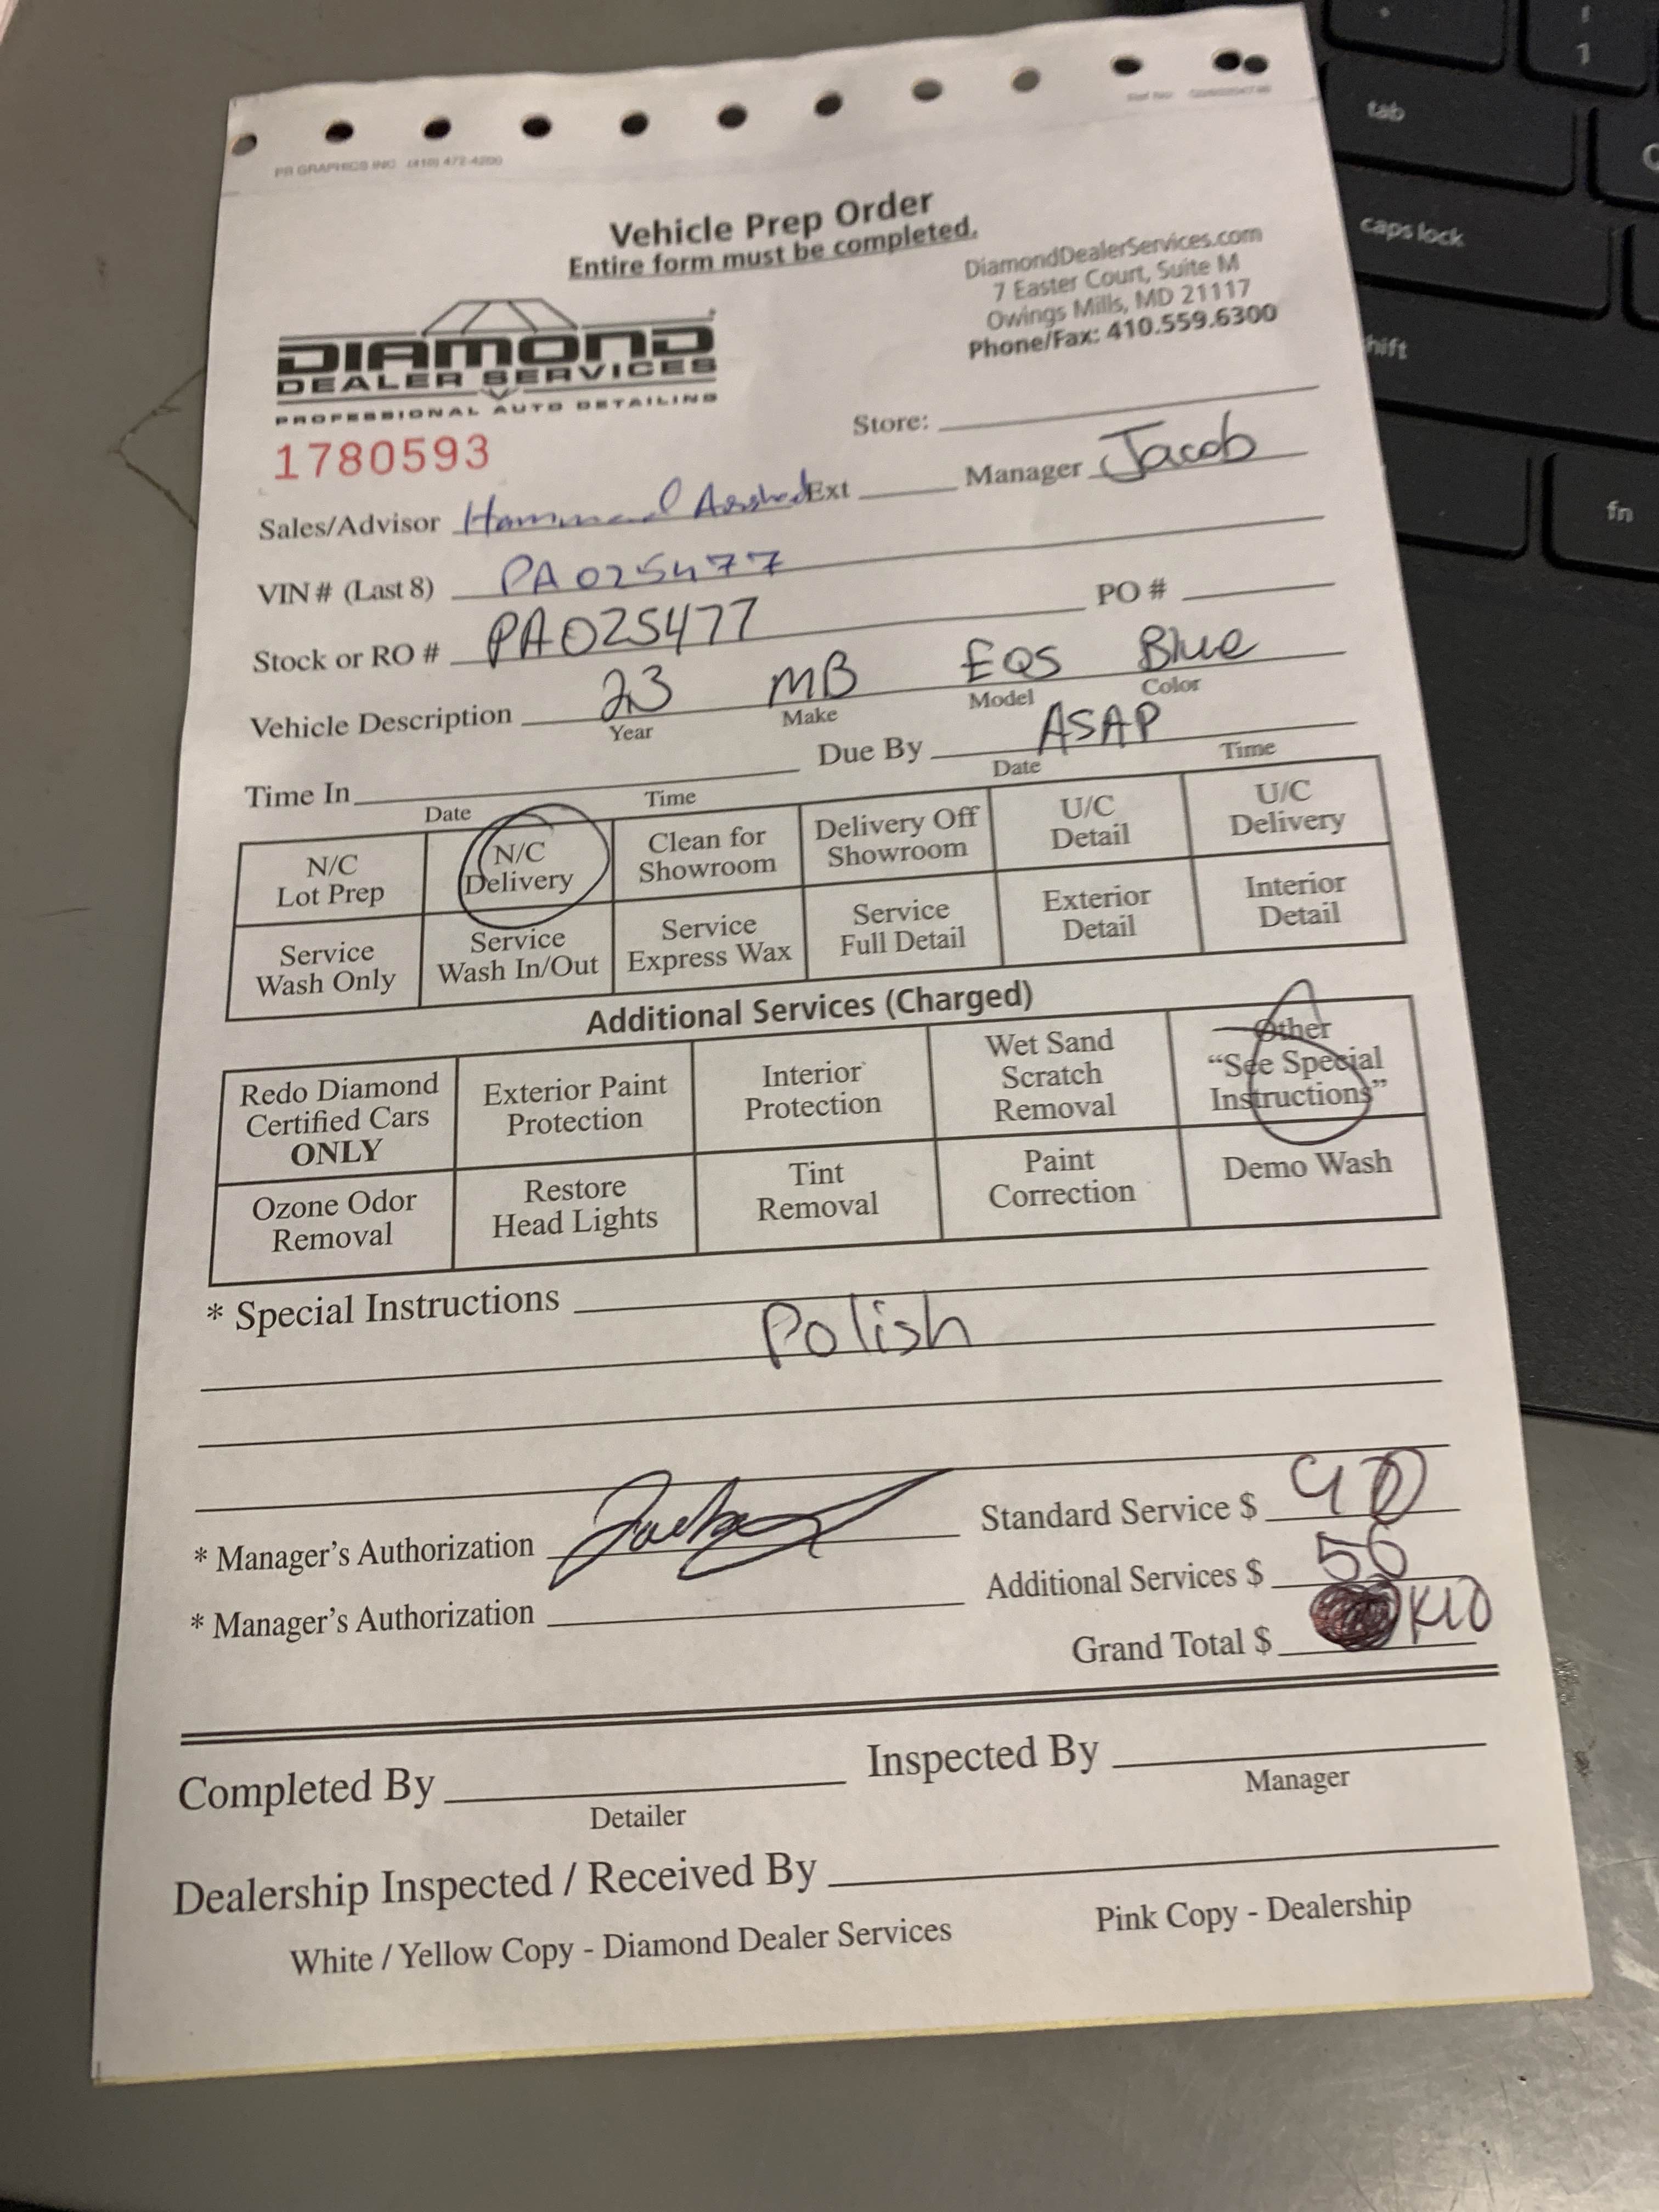 PR GRAPHICS INC. (410) 472-4200
Vehicle Prep Order
Entire form must be completed.
DiamondDealerServices.com
7 Easter Court, Suite M
Owings Mills, MD 21117
Phone/Fax: 410.559.6300
DIAMOND
DEALER SERVICES
PROFESSIONAL AUTO DETAILING
1780593
Store:
Sales/Advisor Ext Manager Jacob
VIN # (Last 8) PA025477
Stock or RO # PA025477 PO #
Vehicle Description 23 MB EQS Blue
Year Make Model Color
Time In Due By ASAP
Date Time Date Time
N/C Lot Prep
N/C Delivery
Clean for Showroom
Delivery Off Showroom
U/C Detail
U/C Delivery
Service Wash Only
Service Wash In/Out
Service Express Wax
Service Full Detail
Exterior Detail
Interior Detail
Additional Services (Charged)
Redo Diamond Certified Cars ONLY
Exterior Paint Protection
Interior Protection
Wet Sand Scratch Removal
Other "See Special Instructions"
Ozone Odor Removal
Restore Head Lights
Tint Removal
Paint Correction
Demo Wash
* Special Instructions
Polish
* Manager's Authorization Standard Service $
* Manager's Authorization Additional Services $ 50
Grand Total $
Completed By Inspected By
Detailer Manager
Dealership Inspected / Received By
White / Yellow Copy - Diamond Dealer Services Pink Copy - Dealership
tab
caps lock
shift
fn